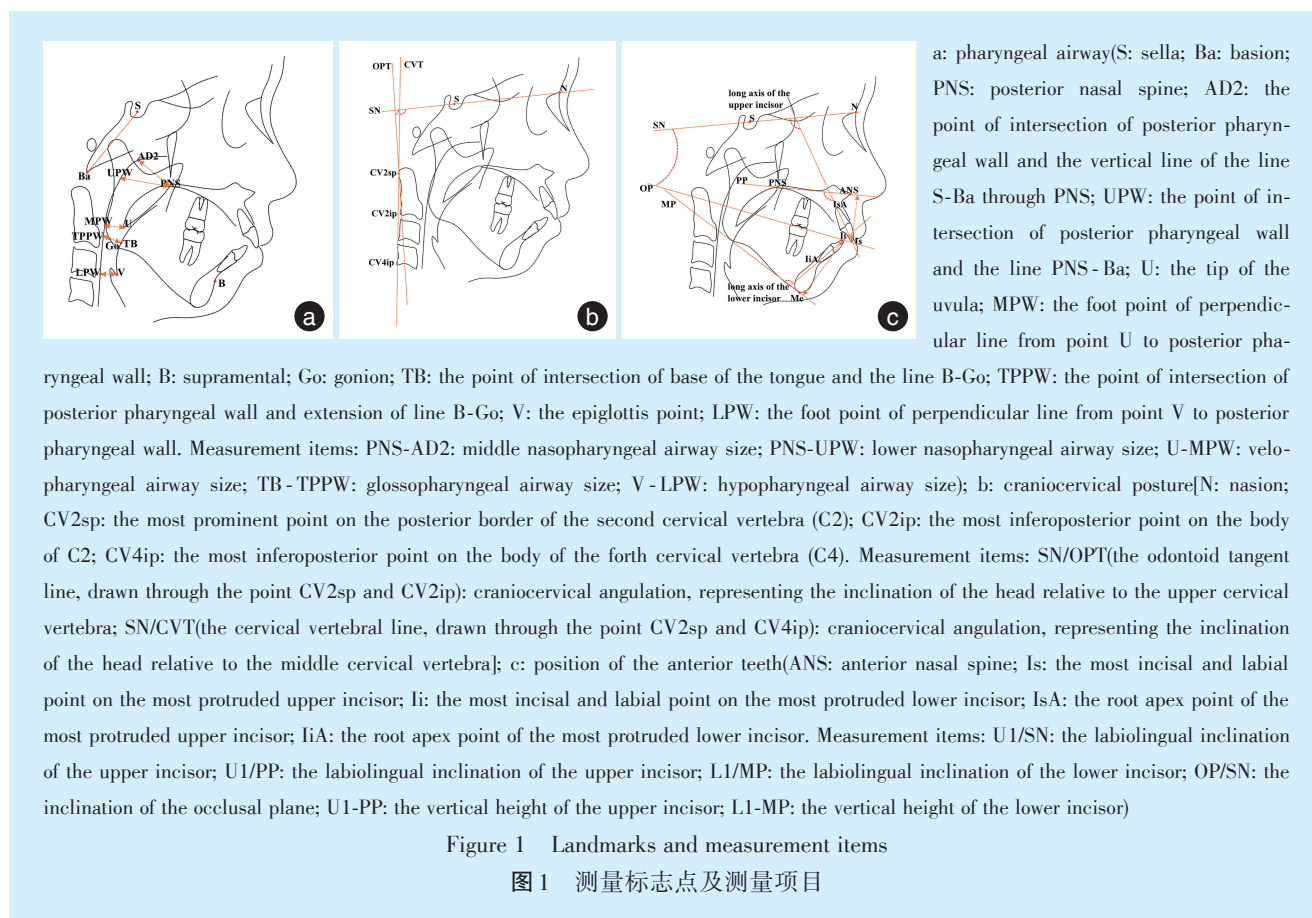 S
Ba
AD2
UPW
PNS
MPW
U
TPPW
Go
TB
LPW
V
B
a
OPT
CVT
N
SN
S
CV2sp
CV2ip
CV4ip
b
long axis of the
upper incisor
N
SN
S
OP
PP
PNS
ANS
MP
IsA
Ii
Is
IiA
long axis of the
lower incisor
Me
c
a: pharyngeal airway(S: sella; Ba: basion;
PNS: posterior nasal spine; AD2: the
point of intersection of posterior pharyn-
geal wall and the vertical line of the line
S-Ba through PNS; UPW: the point of in-
tersection of posterior pharyngeal wall
and the line PNS-Ba; U: the tip of the
uvula; MPW: the foot point of perpendic-
ular line from point U to posterior pha-
ryngeal wall; B: supramental; Go: gonion; TB: the point of intersection of base of the tongue and the line B-Go; TPPW: the point of intersection of
posterior pharyngeal wall and extension of line B-Go; V: the epiglottis point; LPW: the foot point of perpendicular line from point V to posterior
pharyngeal wall. Measurement items: PNS-AD2: middle nasopharyngeal airway size; PNS-UPW: lower nasopharyngeal airway size; U-MPW: velo-
pharyngeal airway size; TB-TPPW: glossopharyngeal airway size; V-LPW: hypopharyngeal airway size); b: craniocervical posture[N: nasion;
CV2sp: the most prominent point on the posterior border of the second cervical vertebra (C2); CV2ip: the most inferoposterior point on the body
of C2; CV4ip: the most inferoposterior point on the body of the forth cervical vertebra (C4). Measurement items: SN/OPT(the odontoid tangent
line, drawn through the point CV2sp and CV2ip): craniocervical angulation, representing the inclination of the head relative to the upper cervical
vertebra; SN/CVT(the cervical vertebral line, drawn through the point CV2sp and CV4ip): craniocervical angulation, representing the inclination
of the head relative to the middle cervical vertebra]; c: position of the anterior teeth(ANS: anterior nasal spine; Is: the most incisal and labial
point on the most protruded upper incisor; Ii: the most incisal and labial point on the most protruded lower incisor; IsA: the root apex point of the
most protruded upper incisor; IiA: the root apex point of the most protruded lower incisor. Measurement items: U1/SN: the labiolingual inclination
of the upper incisor; U1/PP: the labiolingual inclination of the upper incisor; L1/MP: the labiolingual inclination of the lower incisor; OP/SN: the
inclination of the occlusal plane; U1-PP: the vertical height of the upper incisor; L1-MP: the vertical height of the lower incisor)
Figure 1 Landmarks and measurement items
图1 测量标志点及测量项目